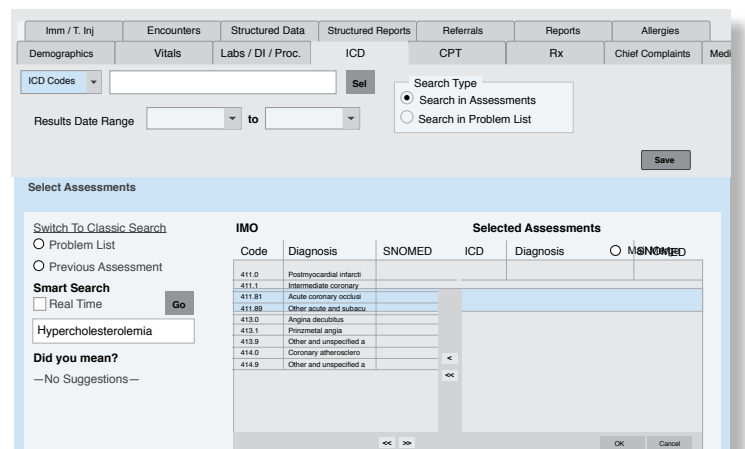 Imm / T. Inj Encounters Structured Data Structured Reports Referrals Reports Allergies
Demographics Vitals Labs / DI / Proc. ICD CPT Rx Chief Complaints Medi
ICD Codes Sel Search Type
Search in Assessments
Results Date Range to Search in Problem List
Save
Select Assessments
Switch To Classic Search IMO Selected Assessments
Problem List Code Diagnosis SNOMED ICD Diagnosis SNOMED
Previous Assessment
Smart Search
Real Time Go
Hypercholesterolemia
Did you mean?
—No Suggestions—
411.0 Postmyocardial infarcti
411.1 Intermediate coronary
411.81 Acute coronary occlusi
411.89 Other acute and subacu
413.0 Angina decubitus
413.1 Prinzmetal angia
413.9 Other and unspecified a
414.0 Coronary atherosclero
414.9 Other and unspecified a
<
<<
<< >> OK Cancel